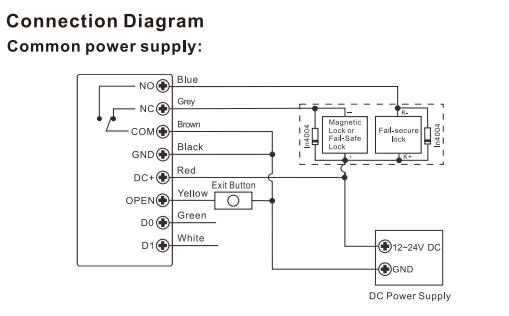 Connection Diagram
Common power supply:
NO Blue
NC Grey
COM Brown
GND Black
DC+ Red
OPEN Yellow Exit Button
D0 Green
D1 White
In4004
−
Magnetic
Lock or
Fail-Safe
Lock
+
K-
Fail-secure
lock
K+
In4004
12~24V DC
GND
DC Power Supply